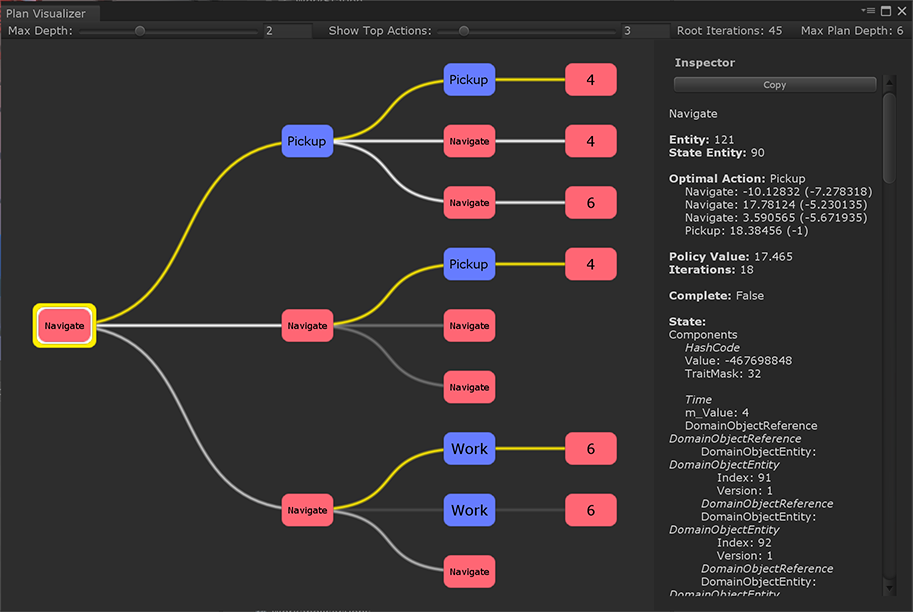 Plan Visualizer
Max Depth: 2 Show Top Actions: 3 Root Iterations: 45 Max Plan Depth: 6
Pickup 4
Pickup Navigate 4
Navigate 6
Pickup 4
Navigate Navigate Navigate
Navigate
Work 6
Navigate Work 6
Navigate
Inspector
Copy
Navigate
Entity: 121
State Entity: 90
Optimal Action: Pickup
Navigate: -10.12832 (-7.278318)
Navigate: 17.78124 (-5.230135)
Navigate: 3.590565 (-5.671935)
Pickup: 18.38456 (-1)
Policy Value: 17.465
Iterations: 18
Complete: False
State:
Components
HashCode
Value: -467698848
TraitMask: 32
Time
m_Value: 4
DomainObjectReference
DomainObjectReference
DomainObjectEntity:
DomainObjectEntity
Index: 91
Version: 1
DomainObjectReference
DomainObjectEntity:
DomainObjectEntity
Index: 92
Version: 1
DomainObjectReference
DomainObjectEntity:
DomainObjectEntity